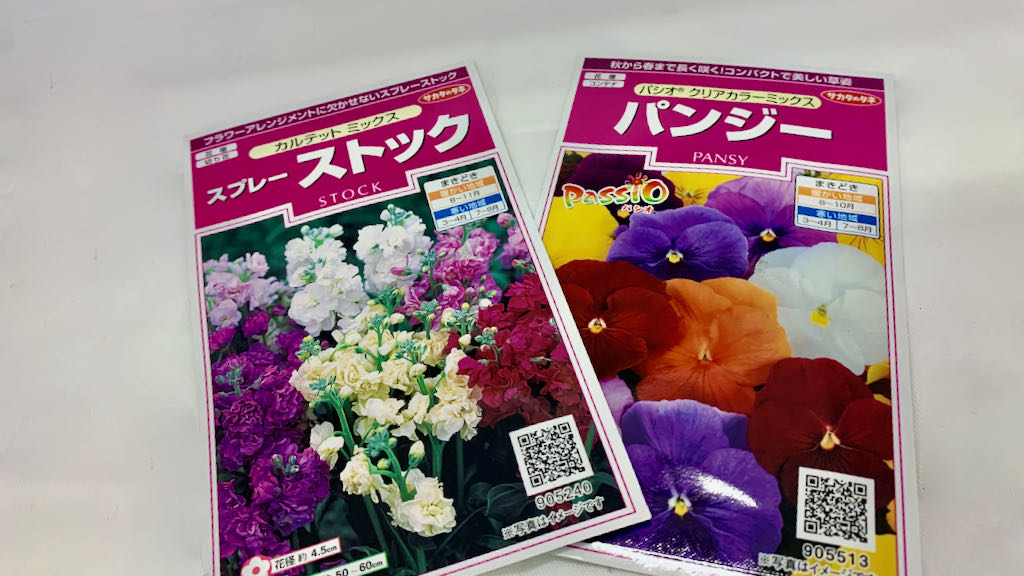 フラワーアレンジメントに欠かせないスプレーストック
花壇
切り花
カルテット ミックス
サカタのタネ
スプレー ストック
STOCK
まきどき
暖かい地域
8～11月
寒い地域
3～4月 7～8月
905240
※写真はイメージです
花径 約 4.5cm
50～60cm
秋から春まで長く咲く!コンパクトで美しい草姿
花壇
コンテナ
パシオ® クリアカラーミックス
サカタのタネ
パンジー
PANSY
PassiO
パシオ
まきどき
暖かい地域
8～10月
寒い地域
3～4月 7～8月
905513
※写真はイメージです